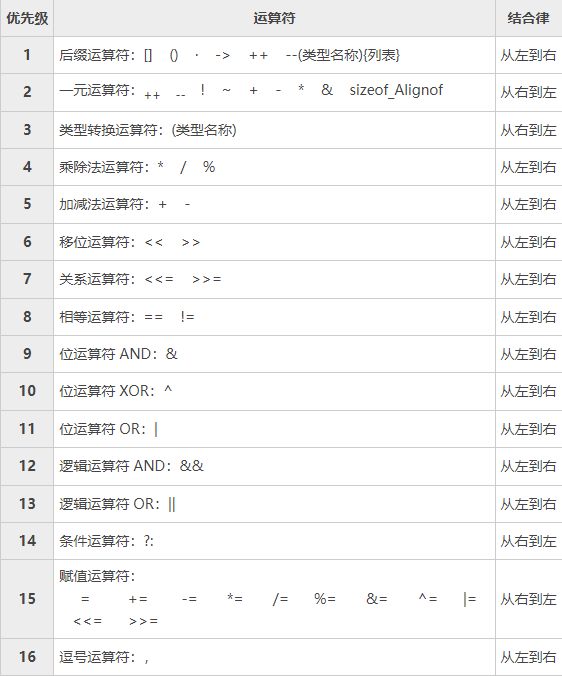 优先级 运算符 结合律
1 后缀运算符：[] () · -> ++ --(类型名称){列表} 从左到右
2 一元运算符：++ -- ! ~ + - * & sizeof_Alignof 从右到左
3 类型转换运算符：(类型名称) 从右到左
4 乘除法运算符：* / % 从左到右
5 加减法运算符：+ - 从左到右
6 移位运算符：<< >> 从左到右
7 关系运算符：<<= >>= 从左到右
8 相等运算符：== != 从左到右
9 位运算符 AND：& 从左到右
10 位运算符 XOR：^ 从左到右
11 位运算符 OR：| 从左到右
12 逻辑运算符 AND：&& 从左到右
13 逻辑运算符 OR：|| 从左到右
14 条件运算符：?: 从右到左
赋值运算符：
15 = += -= *= /= %= &= ^= |= 从右到左
<<= >>=
16 逗号运算符：, 从左到右